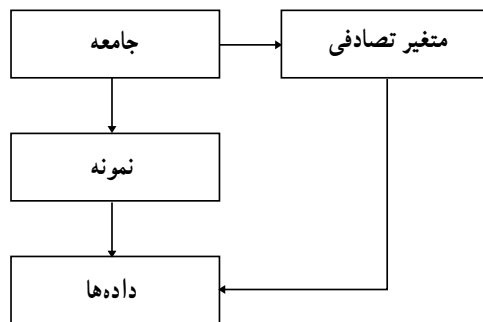 جامعه
متغیر تصادفی
نمونه
داده‌ها